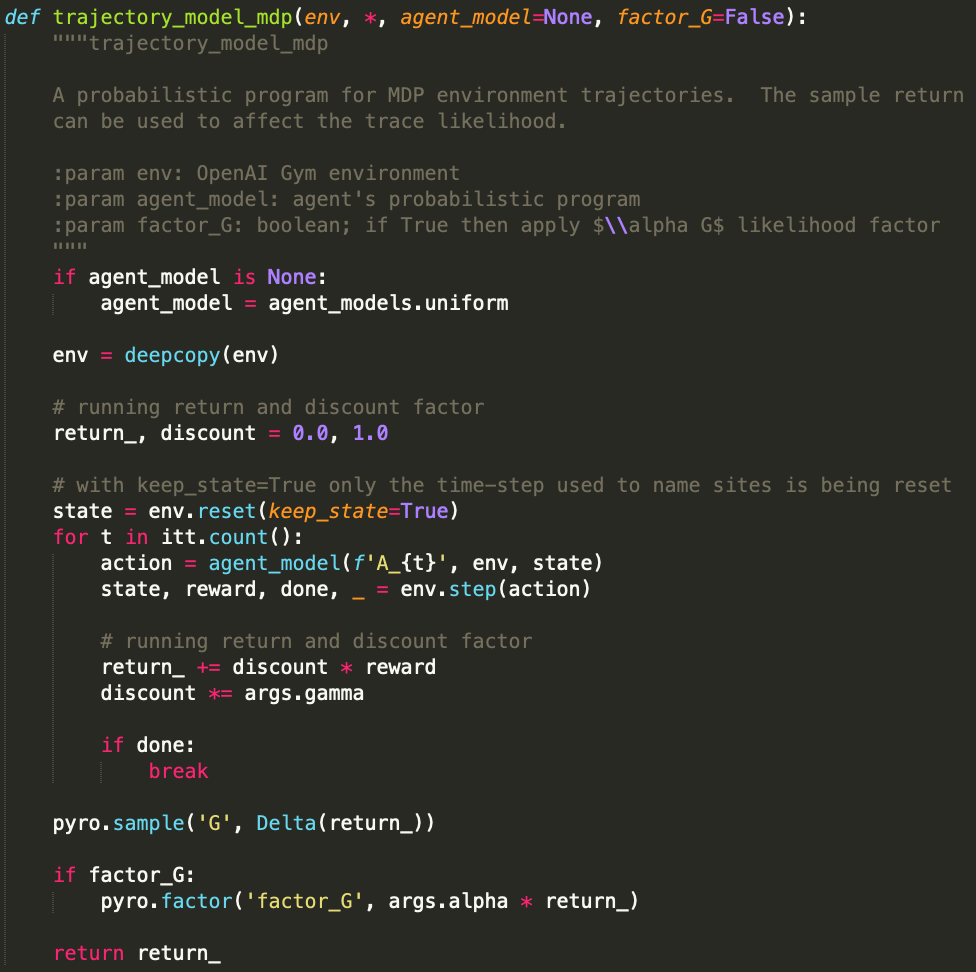 def trajectory_model_mdp(env, *, agent_model=None, factor_G=False):
    """trajectory_model_mdp

    A probabilistic program for MDP environment trajectories.  The sample return
    can be used to affect the trace likelihood.

    :param env: OpenAI Gym environment
    :param agent_model: agent's probabilistic program
    :param factor_G: boolean; if True then apply $\\alpha G$ likelihood factor
    """
    if agent_model is None:
        agent_model = agent_models.uniform

    env = deepcopy(env)

    # running return and discount factor
    return_, discount = 0.0, 1.0

    # with keep_state=True only the time-step used to name sites is being reset
    state = env.reset(keep_state=True)
    for t in itt.count():
        action = agent_model(f'A_{t}', env, state)
        state, reward, done, _ = env.step(action)

        # running return and discount factor
        return_ += discount * reward
        discount *= args.gamma

        if done:
            break

    pyro.sample('G', Delta(return_))

    if factor_G:
        pyro.factor('factor_G', args.alpha * return_)

    return return_